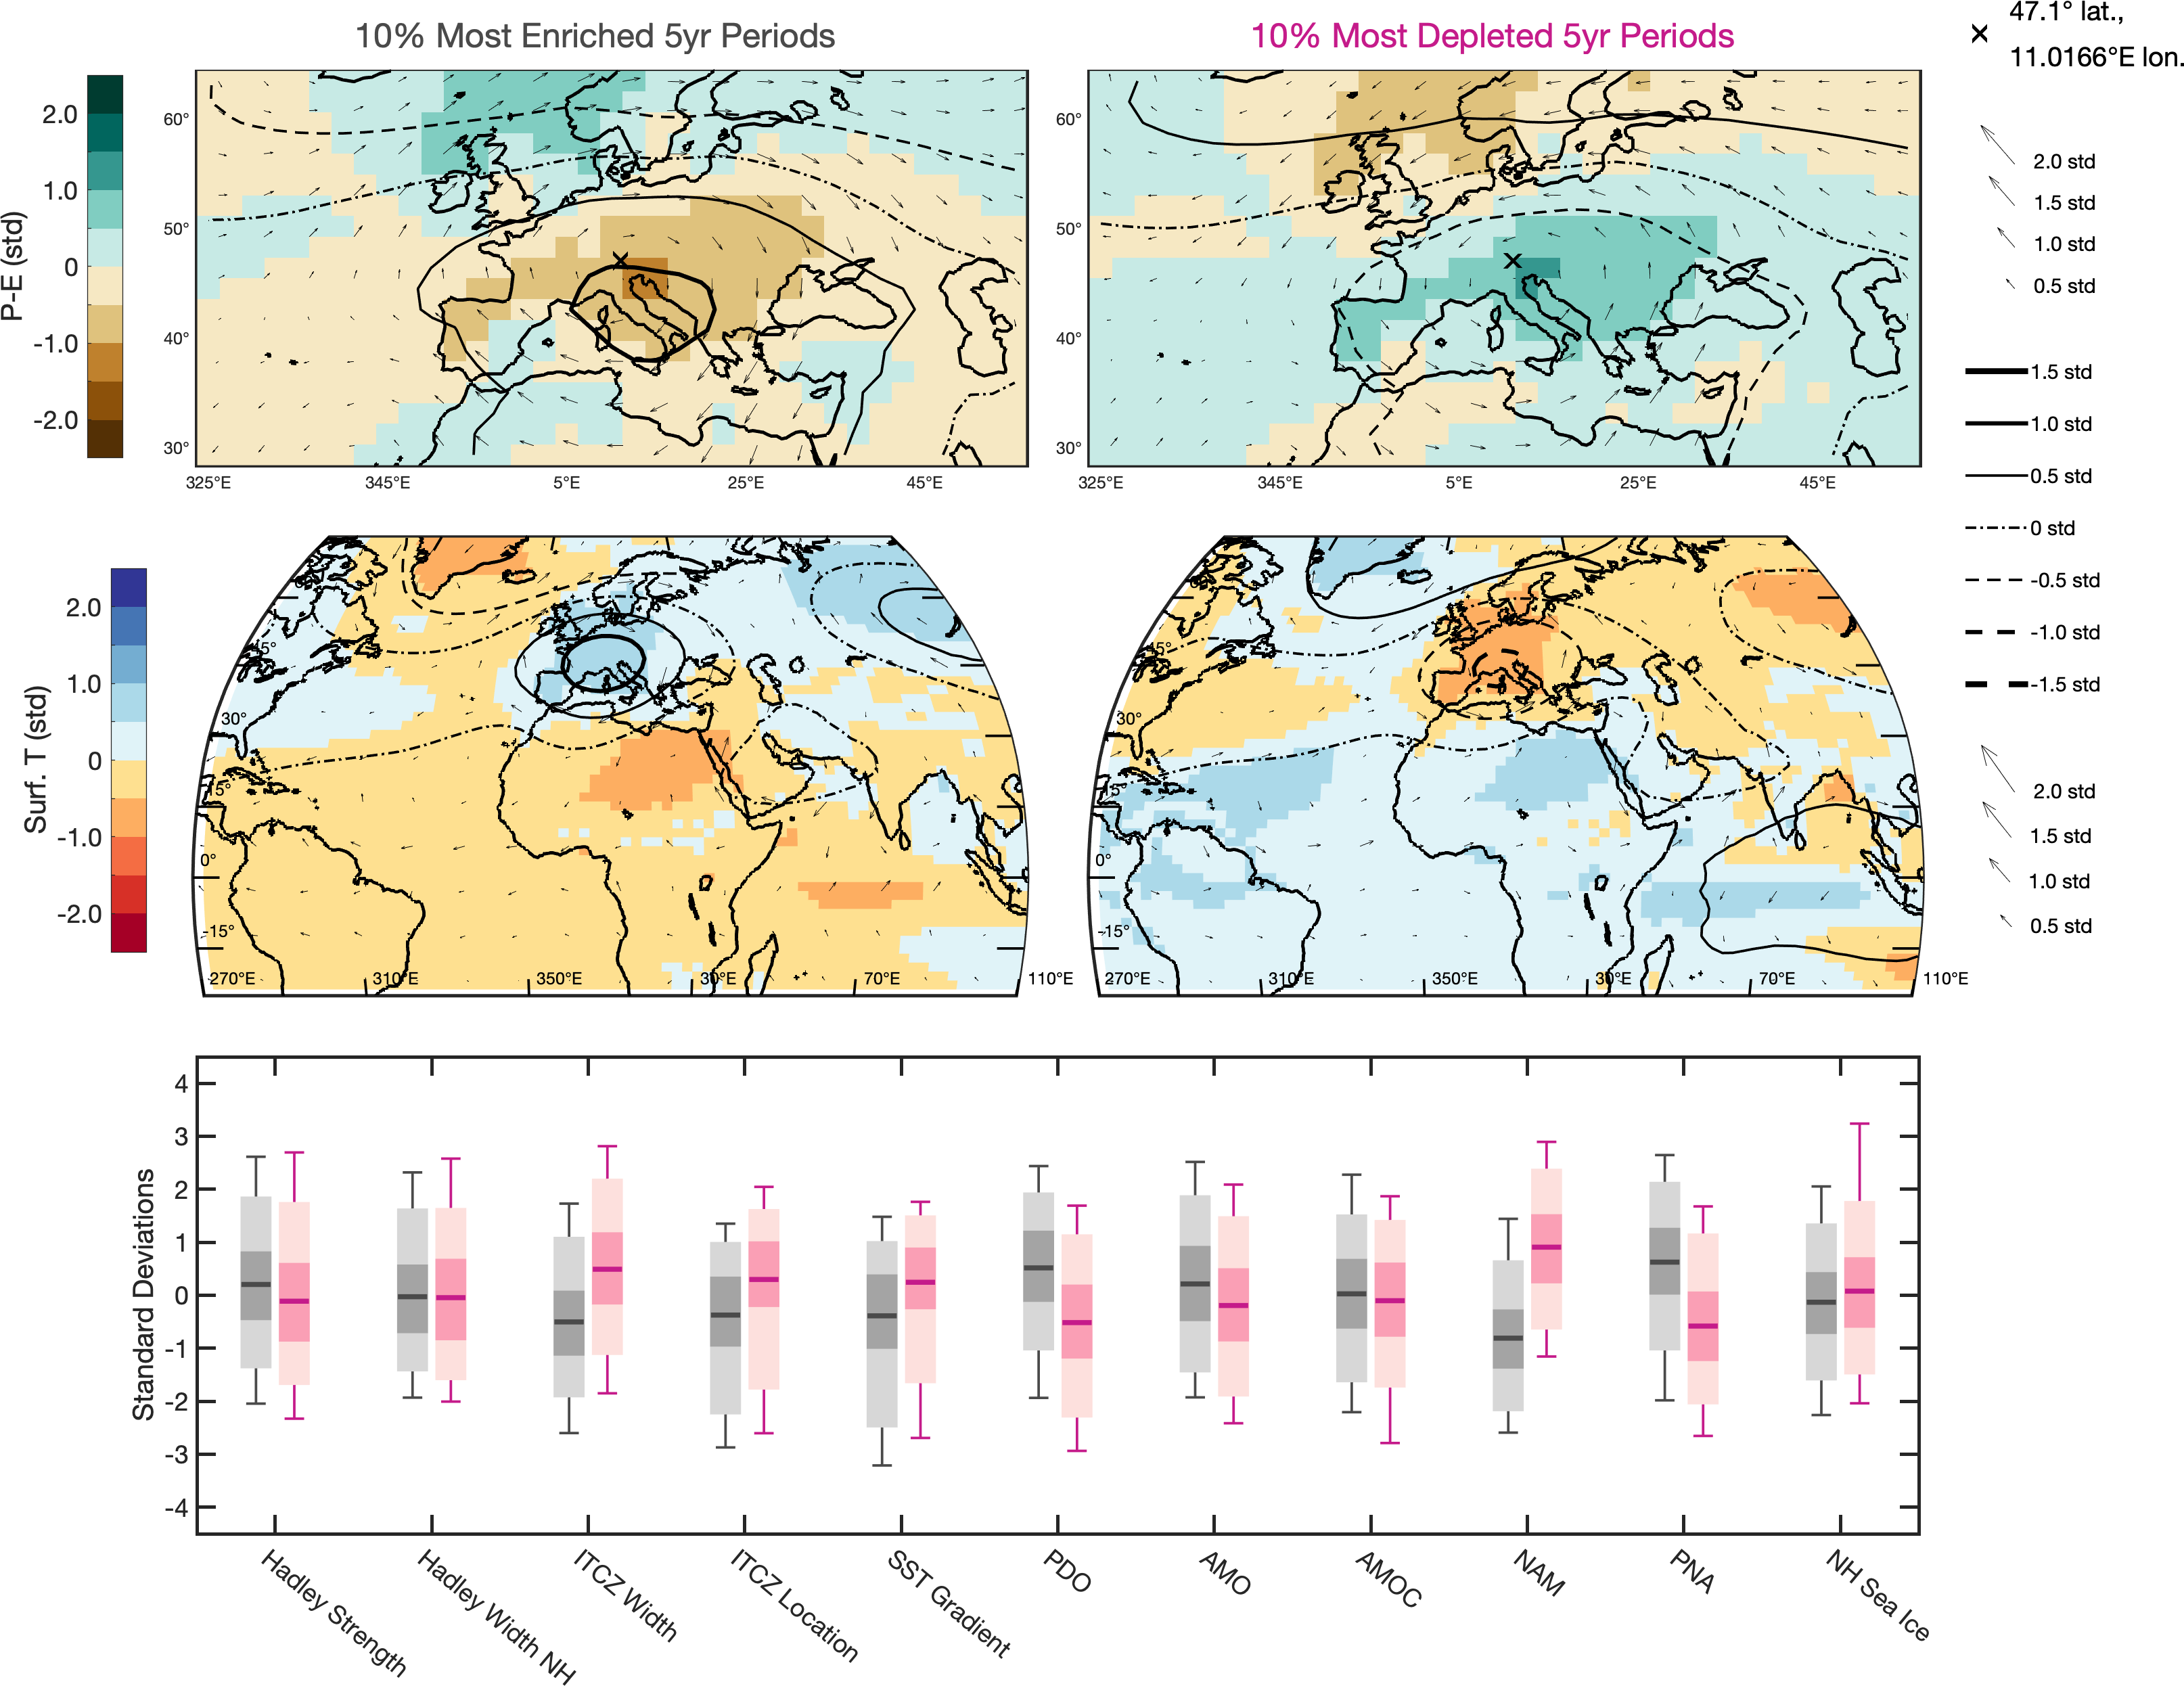 10% Most Enriched 5yr Periods
10% Most Depleted 5yr Periods
47.1° lat.,
11.0166°E lon.
P-E (std)
2.0
1.0
0
-1.0
-2.0
60°
50°
40°
30°
325°E 345°E 5°E 25°E 45°E
60°
50°
40°
30°
325°E 345°E 5°E 25°E 45°E
2.0 std
1.5 std
1.0 std
0.5 std
1.5 std
1.0 std
0.5 std
0 std
-0.5 std
-1.0 std
-1.5 std
Surf. T (std)
2.0
1.0
0
-1.0
-2.0
45°
30°
15°
0°
-15°
270°E 310°E 350°E 30°E 70°E 110°E
45°
30°
15°
0°
-15°
270°E 310°E 350°E 30°E 70°E 110°E
2.0 std
1.5 std
1.0 std
0.5 std
Standard Deviations
4
3
2
1
0
-1
-2
-3
-4
Hadley Strength
Hadley Width NH
ITCZ Width
ITCZ Location
SST Gradient
PDO
AMO
AMOC
NAM
PNA
NH Sea Ice